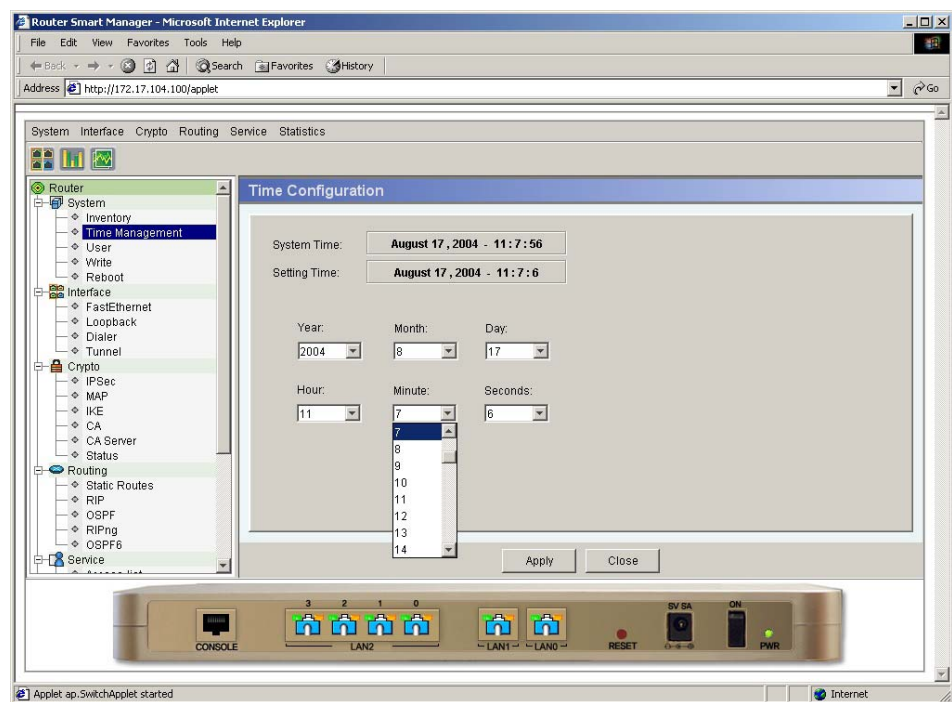 Router Smart Manager - Microsoft Internet Explorer
File Edit View Favorites Tools Help
Back Search Favorites History
Address http://172.17.104.100/applet Go
System Interface Crypto Routing Service Statistics
Router
System
Inventory
Time Management
User
Write
Reboot
Interface
FastEthernet
Loopback
Dialer
Tunnel
Crypto
IPSec
MAP
IKE
CA
CA Server
Status
Routing
Static Routes
RIP
OSPF
RIPng
OSPF6
Service
Time Configuration
System Time: August 17 , 2004 - 11 : 7 : 56
Setting Time: August 17 , 2004 - 11 : 7 : 6
Year: Month: Day:
2004 8 17
Hour: Minute: Seconds:
11 7 6
7
8
9
10
11
12
13
14
Apply Close
3 2 1 0
CONSOLE LAN2 LAN1 LAN0 RESET
5V 5A
ON
PWR
Applet ap.SwitchApplet started Internet